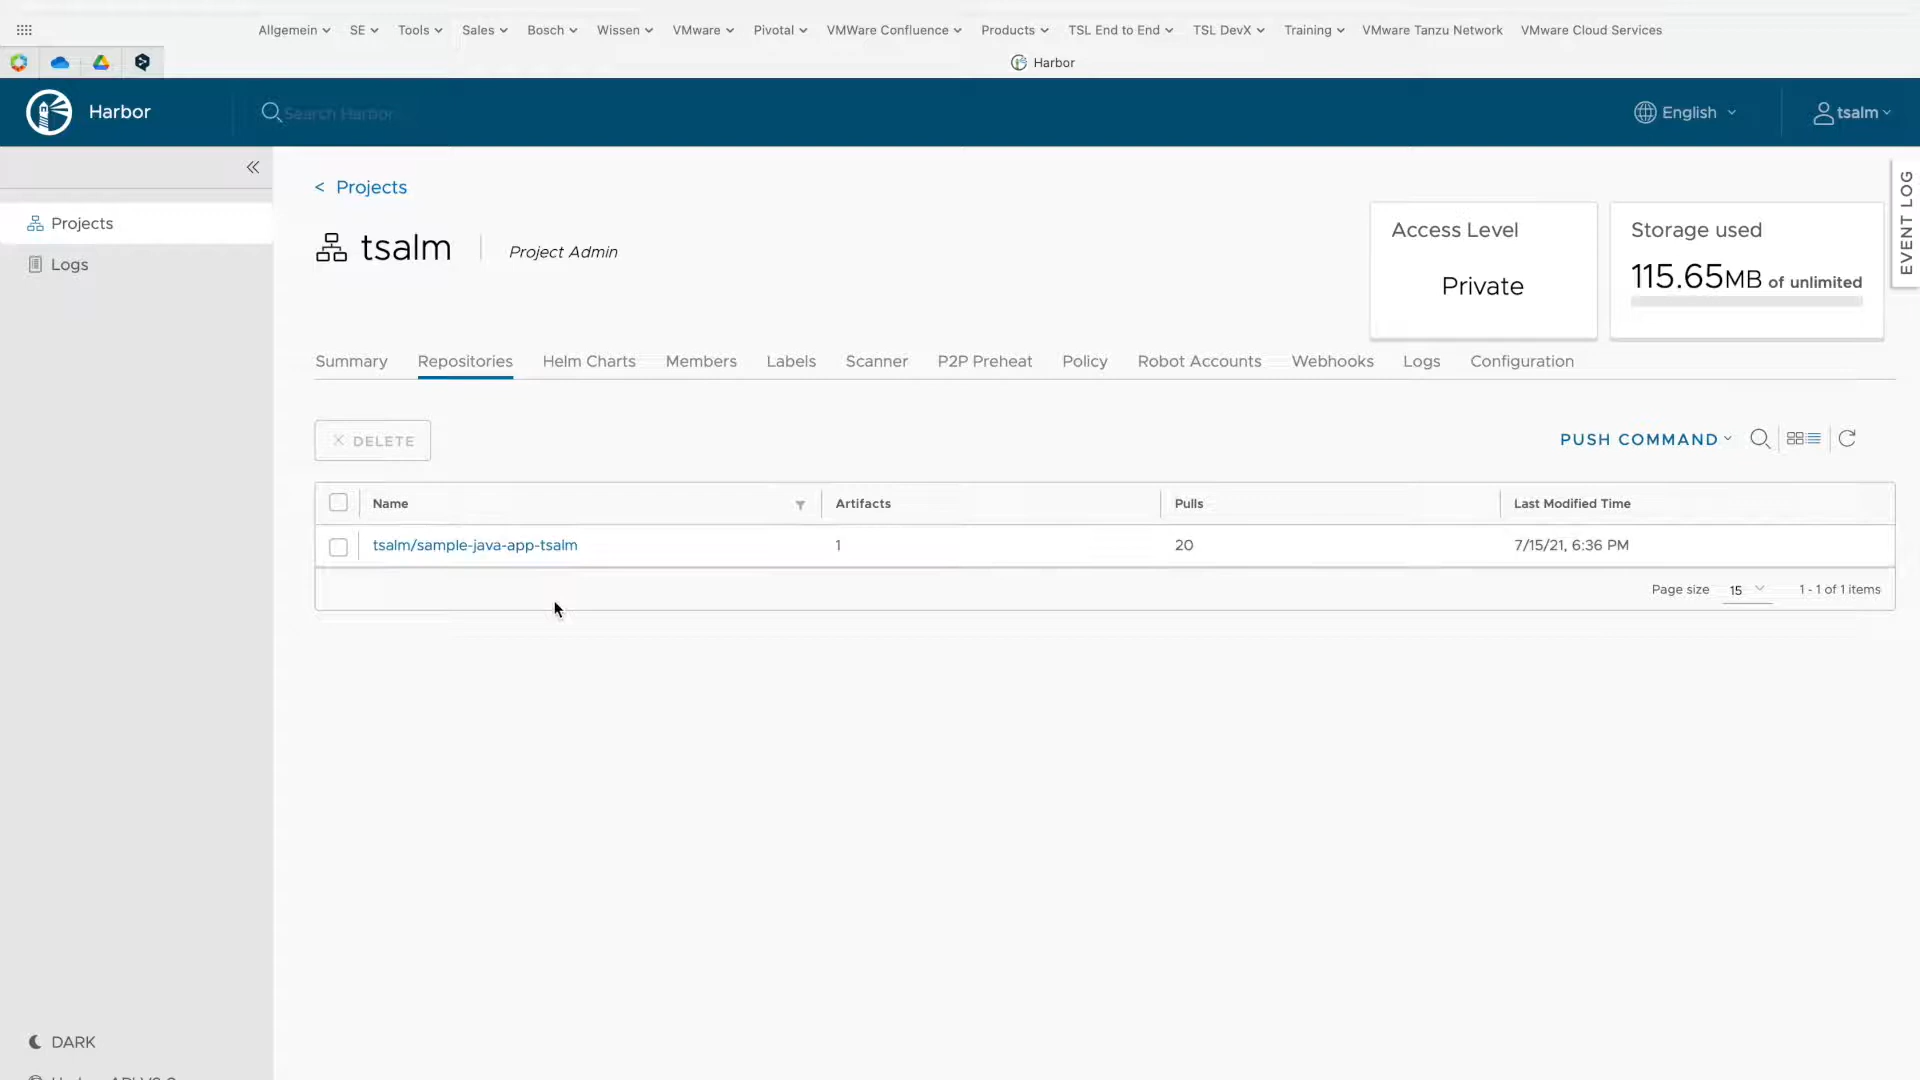 Allgemein SE Tools Sales Bosch Wissen VMware Pivotal VMWare Confluence Products TSL End to End TSL DevX Training VMware Tanzu Network VMware Cloud Services
Harbor
Harbor Search Harbor English tsalm
EVENT LOG
< Projects
Projects
Logs
tsalm Project Admin
Access Level
Private
Storage used
115.65MB of unlimited
Summary Repositories Helm Charts Members Labels Scanner P2P Preheat Policy Robot Accounts Webhooks Logs Configuration
DELETE PUSH COMMAND
Name Artifacts Pulls Last Modified Time
tsalm/sample-java-app-tsalm 1 20 7/15/21, 6:36 PM
Page size 15 1 - 1 of 1 items
DARK